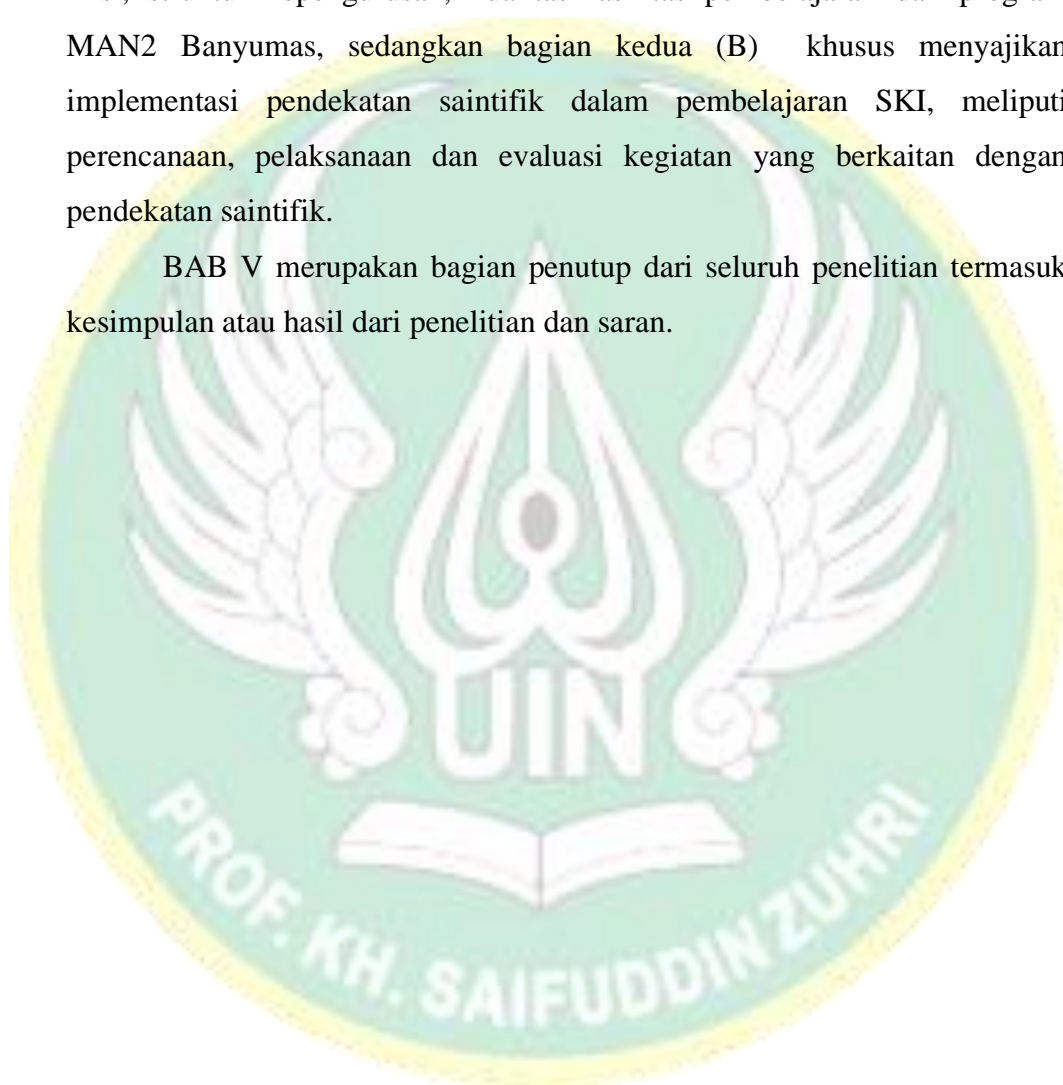 MAN2 Banyumas, sedangkan bagian kedua (B) khusus menyajikan
implementasi pendekatan saintifik dalam pembelajaran SKI, meliputi
perencanaan, pelaksanaan dan evaluasi kegiatan yang berkaitan dengan
pendekatan saintifik.
BAB V merupakan bagian penutup dari seluruh penelitian termasuk
kesimpulan atau hasil dari penelitian dan saran.
UIN
PROF. KH. SAIFUDDIN ZUHRI